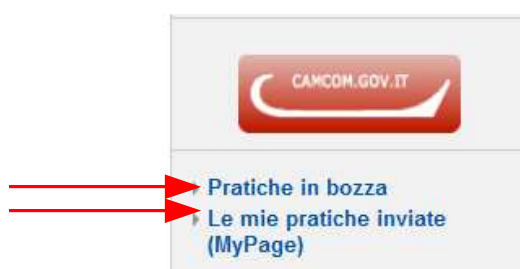 CAMCOM.GOV.IT
Pratiche in bozza
Le mie pratiche inviate
(MyPage)